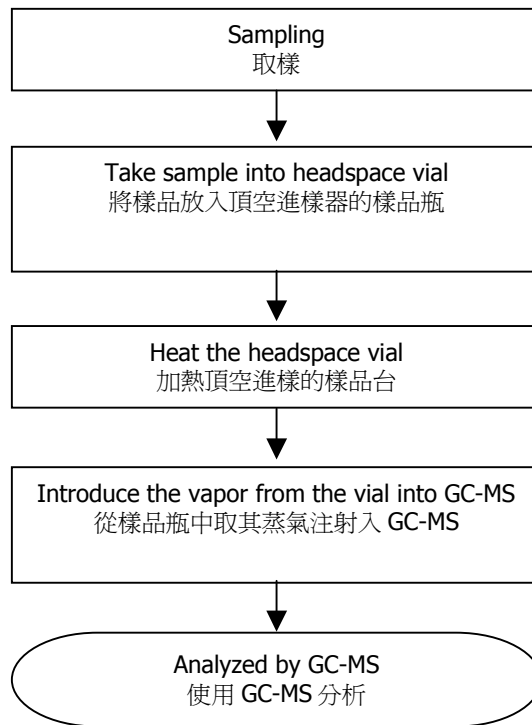 Sampling
取樣
Take sample into headspace vial
將樣品放入頂空進樣器的樣品瓶
Heat the headspace vial
加熱頂空進樣的樣品台
Introduce the vapor from the vial into GC-MS
從樣品瓶中取其蒸氣注射入 GC-MS
Analyzed by GC-MS
使用 GC-MS 分析